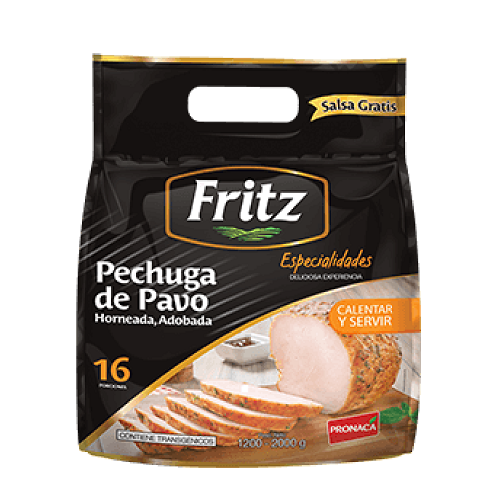 Salsa Gratis
Fritz
Especialidades
DELICIOSA EXPERIENCIA
Pechuga
de Pavo
Horneada, Adobada
CALENTAR
Y SERVIR
16
PORCIONES
CONTIENE TRANSGÉNICOS
1200 - 2000 g
PRONACA